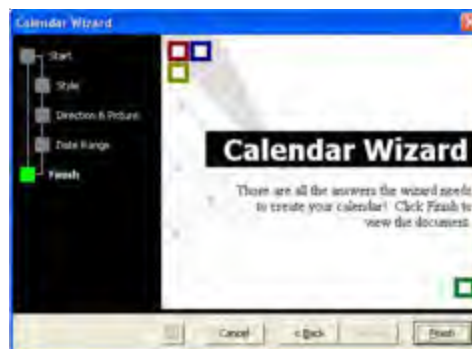 Calendar Wizard
Start
Style
Direction & Picture
Date Range
Finish
Calendar Wizard
Those are all the answers the wizard needs
to create your calendar! Click Finish to
view the document.
Cancel
< Back
Finish